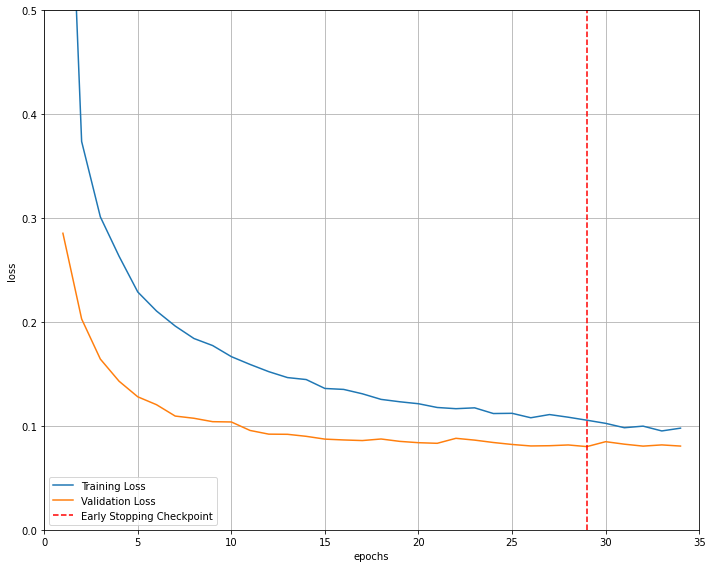 0.5
0.4
0.3
0.2
0.1
0.0
loss
Training Loss
Validation Loss
Early Stopping Checkpoint
0 5 10 15 20 25 30 35
epochs